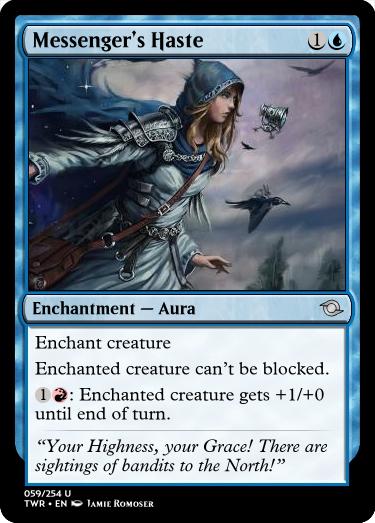 Messenger's Haste 1
Enchantment — Aura
Enchant creature
Enchanted creature can't be blocked.
1 : Enchanted creature gets +1/+0
until end of turn.
“Your Highness, your Grace! There are
sightings of bandits to the North!”
059/254 U
TWR • EN Jamie Romoser